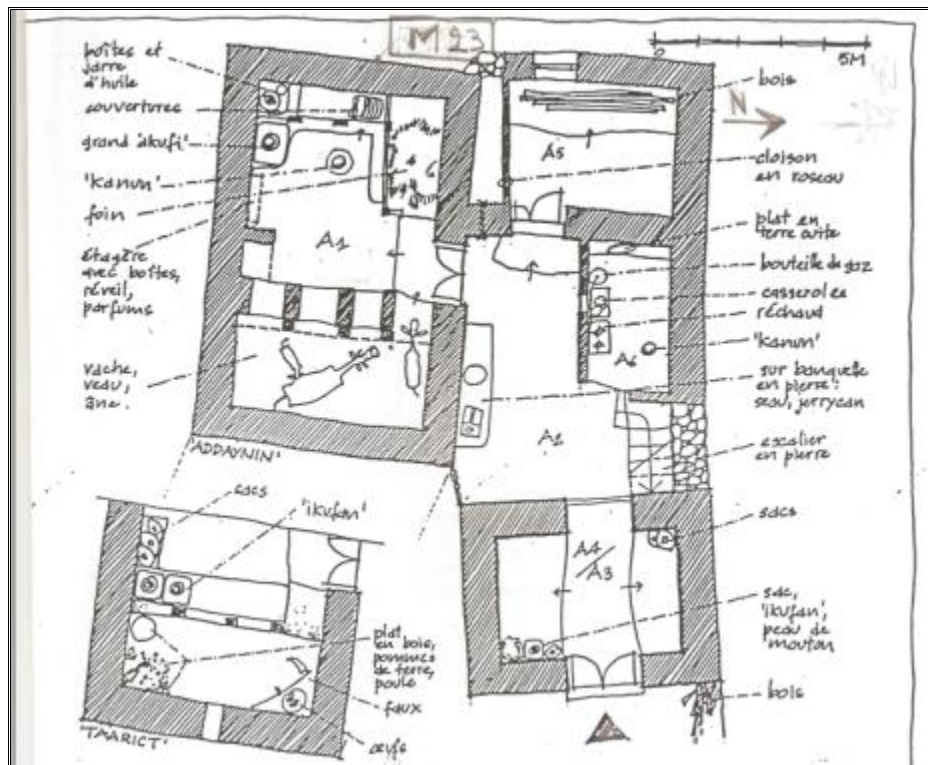 M 23
5M
N
boîtes et
jarre
d'huile
couvertures
grand 'akufi'
'kanun'
foin
étagère
avec boîtes,
réveil,
parfums
vache,
veau,
âne.
'ADDAYNIN'
A1
6
A5
A2
A6
A4
A3
bois
cloison
en roseau
plat en
terre cuite
bouteille de gaz
casseroles
réchaud
'kanun'
sur banquette
en pierre:
seau, jerrycan
escalier
en pierre
sacs
sac,
'ikufan',
peau de
mouton
bois
sacs
'ikufan'
plat
en bois,
pommes
de terre,
poule
faux
œufs
'TAARICT'